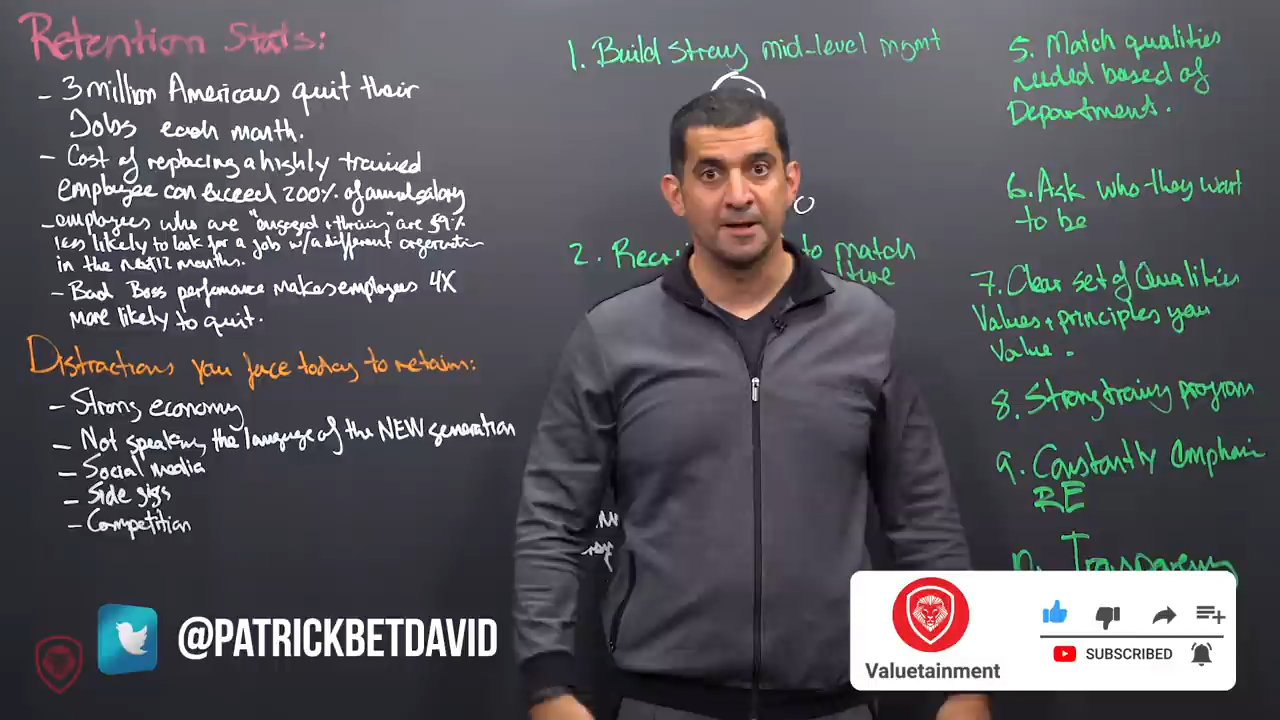 Retention Stats:
- 3 million Americans quit their
Jobs each month.
- Cost of replacing a highly trained
employee can exceed 200% of annual salary
- employees who are "engaged + thriving" are 59%
less likely to look for a job w/a different organization
in the next 12 months.
- Bad Boss performance makes employees 4X
more likely to quit.
Distractions you face today to retain:
- Strong economy
- Not speaking the language of the NEW generation
- Social media
- Side gigs
- Competition
1. Build Strong mid-level mgmt
2. to match
5. Match qualities
needed based of
Department.
6. Ask who they want
to be
7. Clear set of Qualities
Values + principles you
Value.
8. Strong training program
9. Constantly
RE
10. Transparency
@PATRICKBETDAVID
Valuetainment
SUBSCRIBED